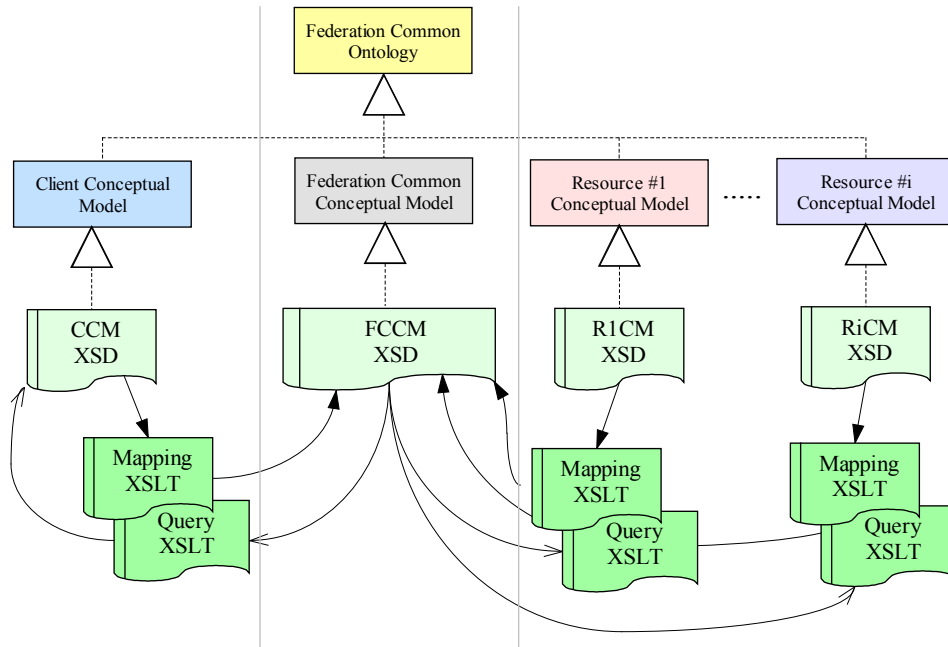 Federation Common
Ontology
Client Conceptual
Model
Federation Common
Conceptual Model
Resource #1
Conceptual Model
.....
Resource #i
Conceptual Model
CCM
XSD
FCCM
XSD
R1CM
XSD
RiCM
XSD
Mapping
XSLT
Query
XSLT
Mapping
XSLT
Query
XSLT
Mapping
XSLT
Query
XSLT